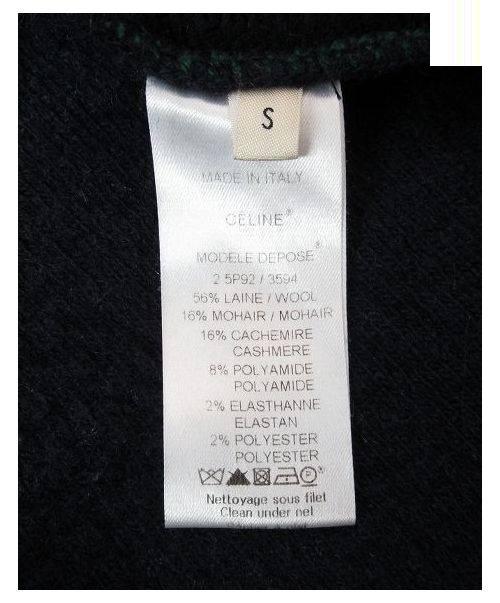 S
MADE IN ITALY
CELINE®
MODELE DEPOSE®
2 5P92 / 3594
56% LAINE / WOOL
16% MOHAIR / MOHAIR
16% CACHEMIRE
CASHMERE
8% POLYAMIDE
POLYAMIDE
2% ELASTHANNE
ELASTAN
2% POLYESTER
POLYESTER
P
Nettoyage sous filet
Clean under net